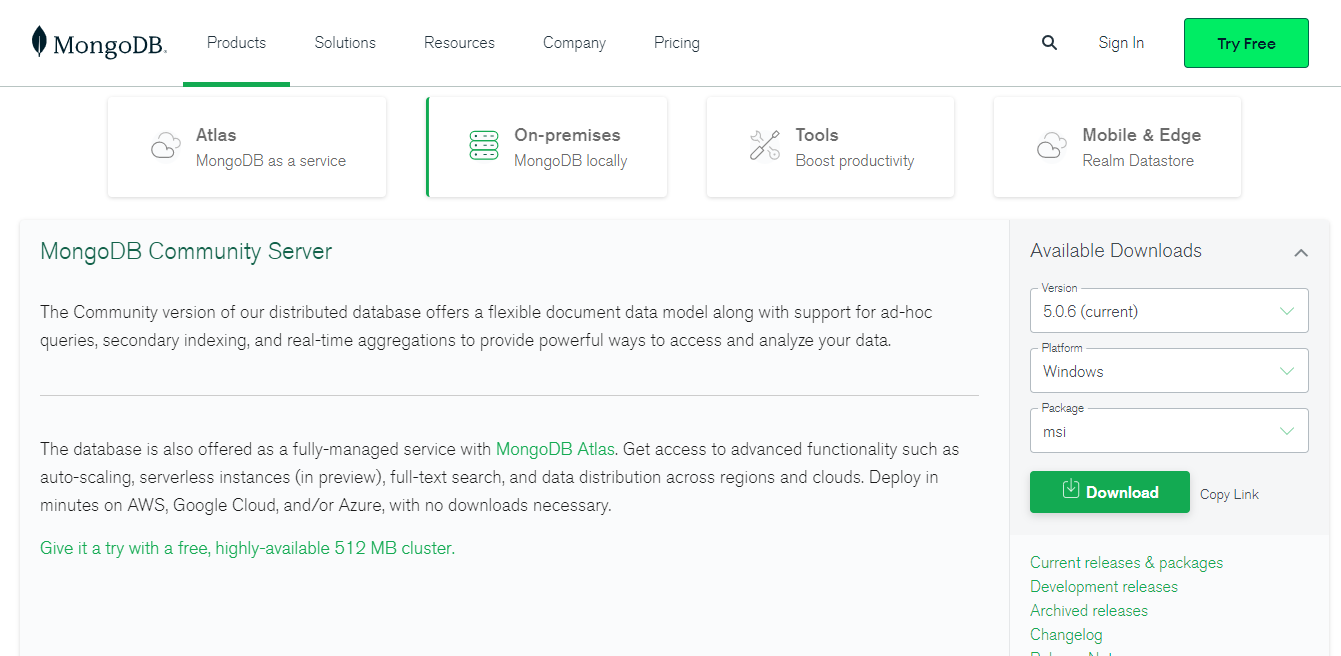 MongoDB.
Products
Solutions
Resources
Company
Pricing
Sign In
Try Free
Atlas
MongoDB as a service
On-premises
MongoDB locally
Tools
Boost productivity
Mobile & Edge
Realm Datastore
MongoDB Community Server
The Community version of our distributed database offers a flexible document data model along with support for ad-hoc
queries, secondary indexing, and real-time aggregations to provide powerful ways to access and analyze your data.
The database is also offered as a fully-managed service with MongoDB Atlas. Get access to advanced functionality such as
auto-scaling, serverless instances (in preview), full-text search, and data distribution across regions and clouds. Deploy in
minutes on AWS, Google Cloud, and/or Azure, with no downloads necessary.
Give it a try with a free, highly-available 512 MB cluster.
Available Downloads
Version
5.0.6 (current)
Platform
Windows
Package
msi
Download
Copy Link
Current releases & packages
Development releases
Archived releases
Changelog